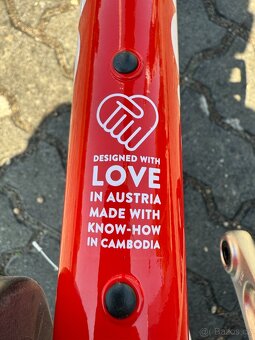 DESIGNED WITH
LOVE
IN AUSTRIA
MADE WITH
KNOW-HOW
IN CAMBODIA